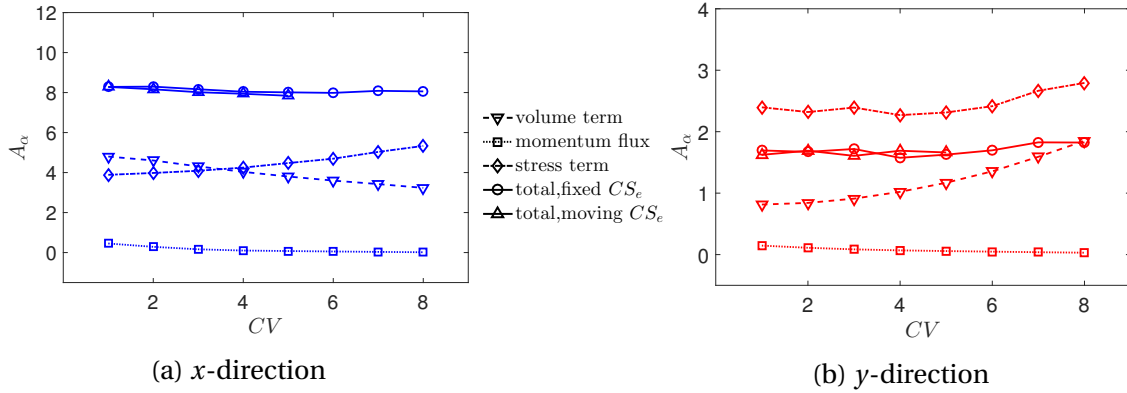 12
10
8
6
4
2
0
A_α
2
4
6
8
CV
(a) x-direction
volume term
momentum flux
stress term
total,fixed CS_e
total,moving CS_e
4
3
2
1
0
A_α
2
4
6
8
CV
(b) y-direction